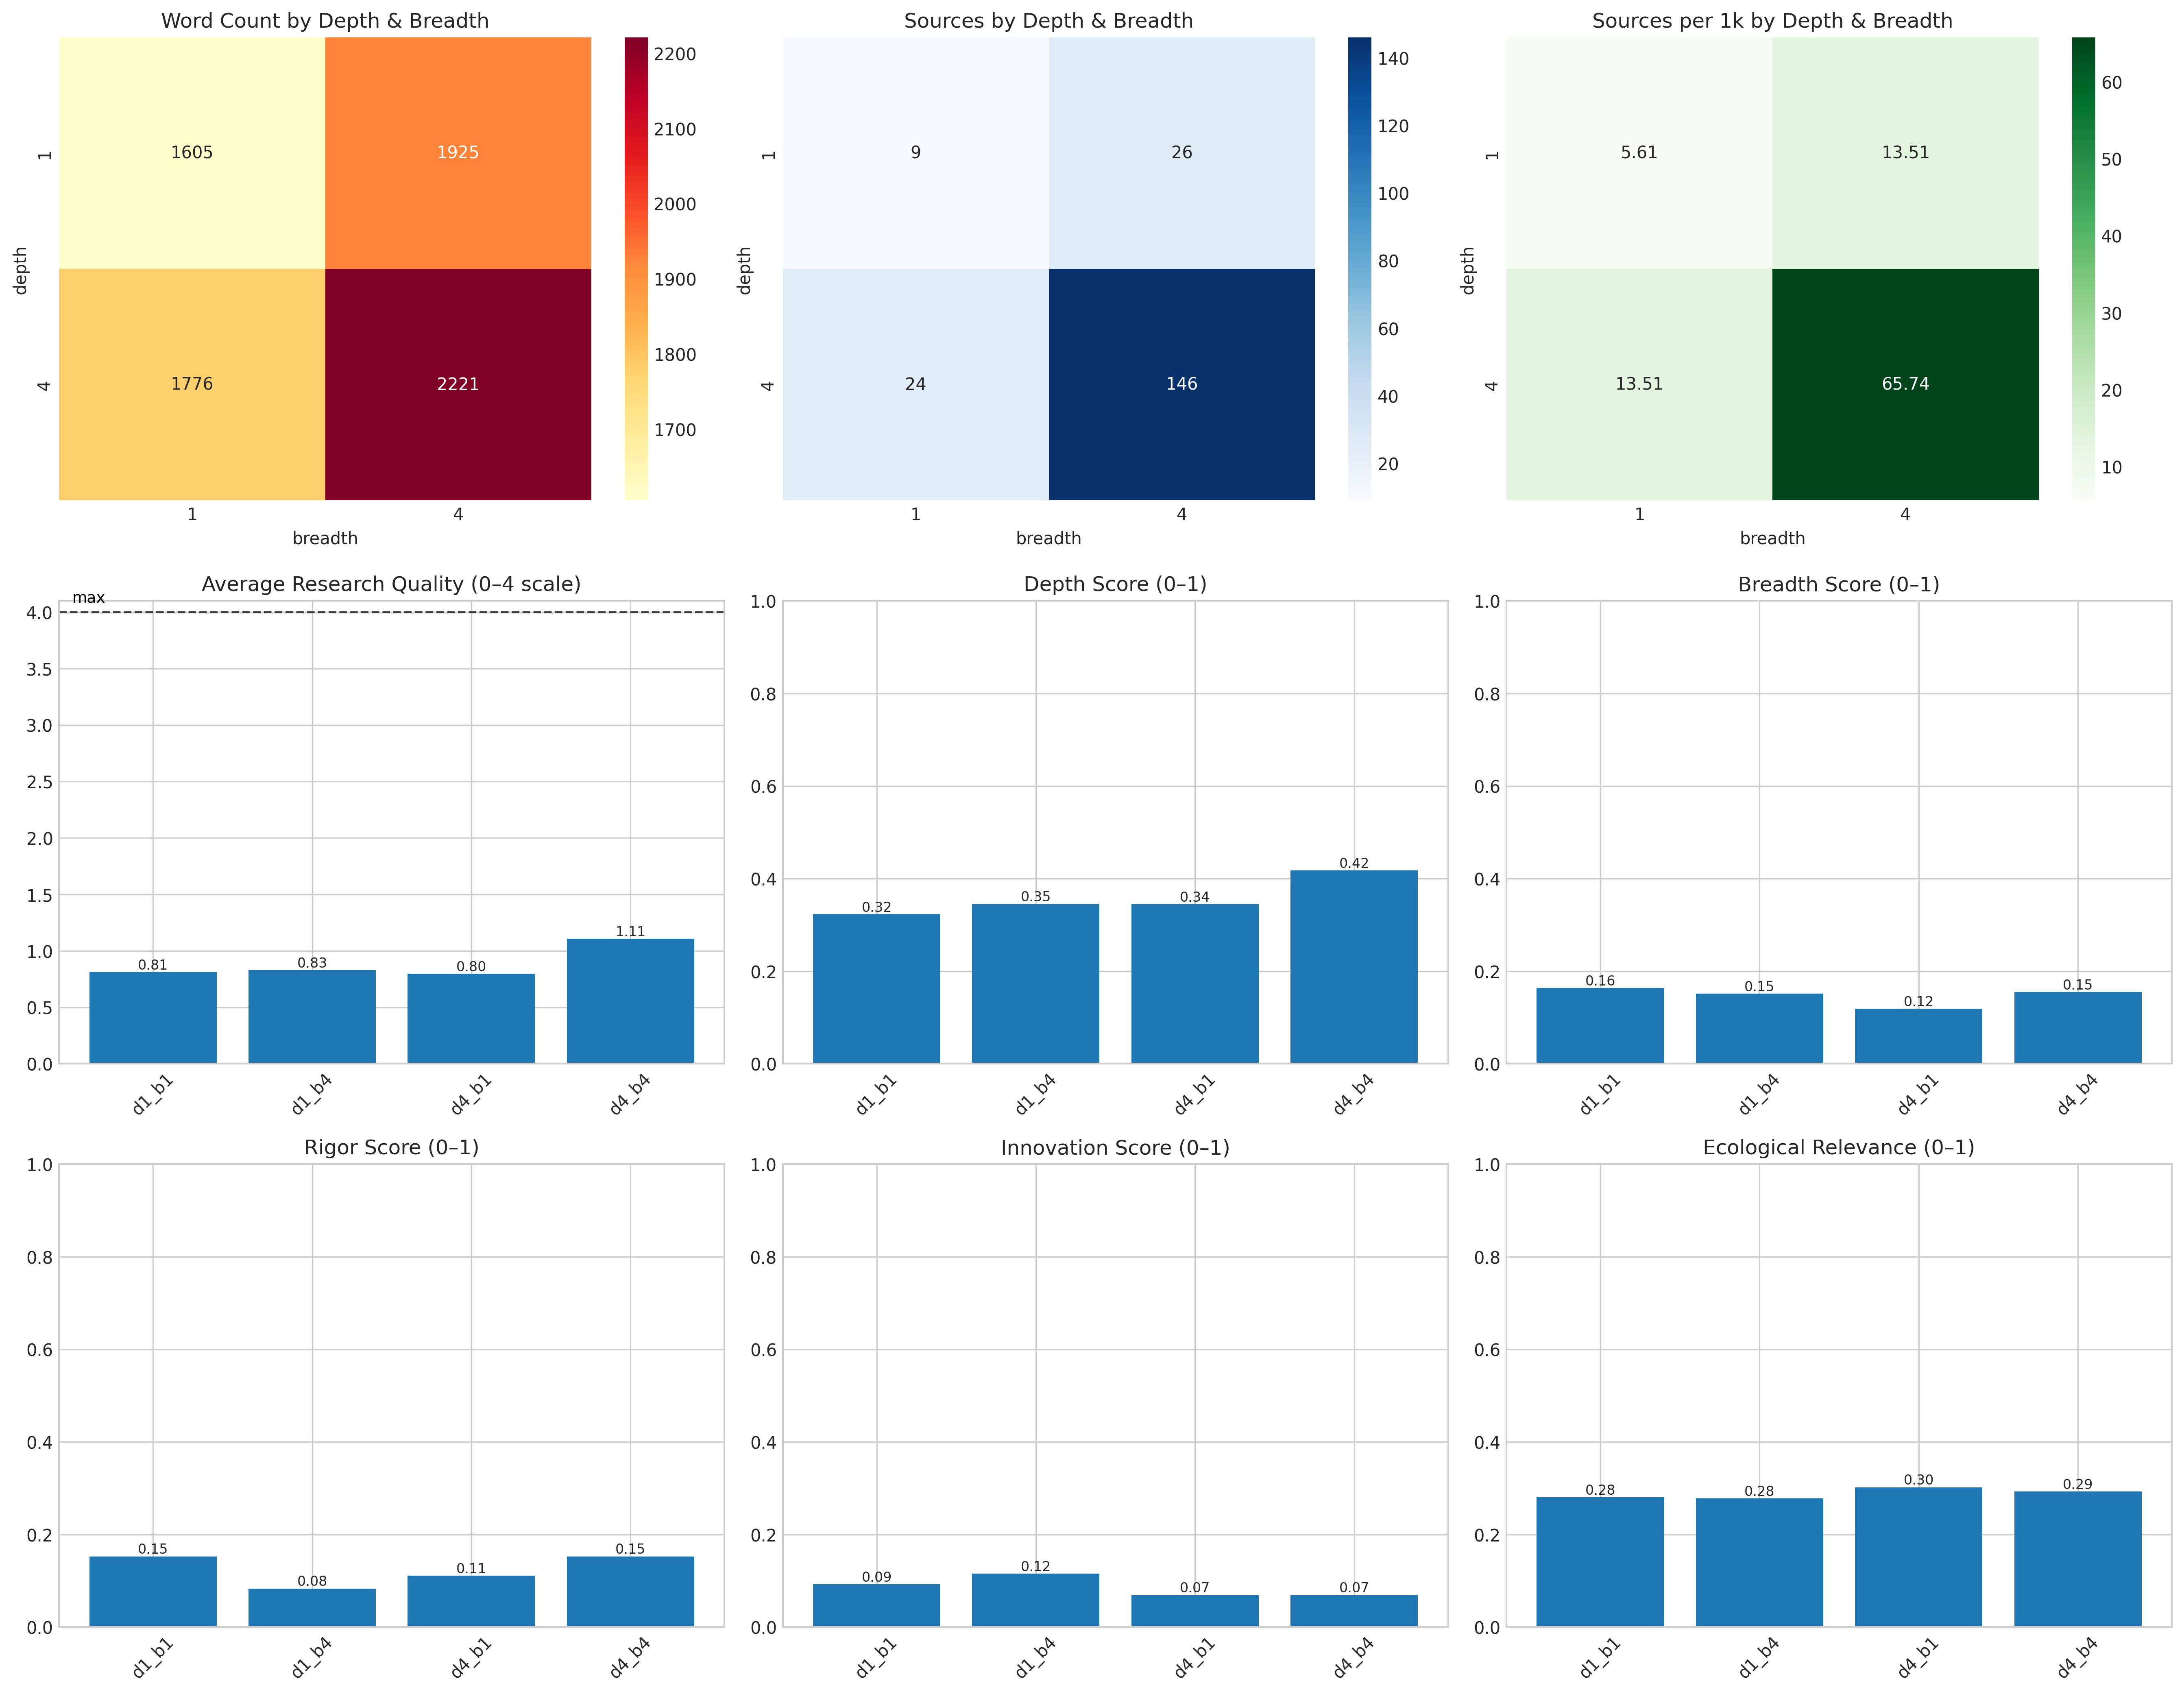 Word Count by Depth & Breadth
2200
2100
2000
1900
1800
1700
1605 1925
1776 2221
1
4
depth
1 4
breadth
Sources by Depth & Breadth
140
120
100
80
60
40
20
9 26
24 146
1
4
depth
1 4
breadth
Sources per 1k by Depth & Breadth
60
50
40
30
20
10
5.61 13.51
13.51 65.74
1
4
depth
1 4
breadth
Average Research Quality (0–4 scale)
max
4.0
3.5
3.0
2.5
2.0
1.5
1.0
0.5
0.0
0.81 0.83 0.80 1.11
d1_b1 d1_b4 d4_b1 d4_b4
Depth Score (0–1)
1.0
0.8
0.6
0.4
0.2
0.0
0.32 0.35 0.34 0.42
d1_b1 d1_b4 d4_b1 d4_b4
Breadth Score (0–1)
1.0
0.8
0.6
0.4
0.2
0.0
0.16 0.15 0.12 0.15
d1_b1 d1_b4 d4_b1 d4_b4
Rigor Score (0–1)
1.0
0.8
0.6
0.4
0.2
0.0
0.15 0.08 0.11 0.15
d1_b1 d1_b4 d4_b1 d4_b4
Innovation Score (0–1)
1.0
0.8
0.6
0.4
0.2
0.0
0.09 0.12 0.07 0.07
d1_b1 d1_b4 d4_b1 d4_b4
Ecological Relevance (0–1)
1.0
0.8
0.6
0.4
0.2
0.0
0.28 0.28 0.30 0.29
d1_b1 d1_b4 d4_b1 d4_b4